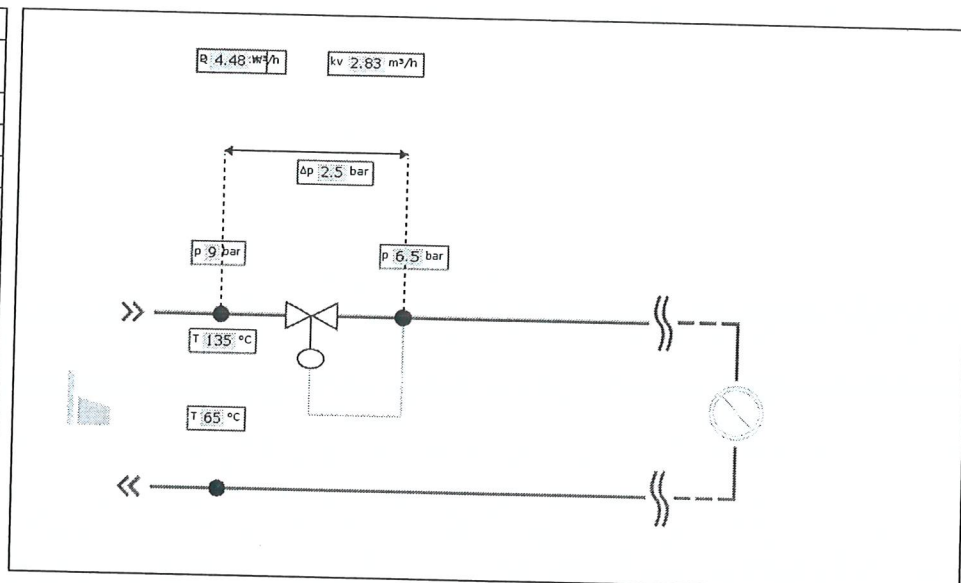 4.48 m³/h
kv 2.83 m³/h
Δp 2.5 bar
p 9 bar
p 6.5 bar
T 135 °C
T 65 °C